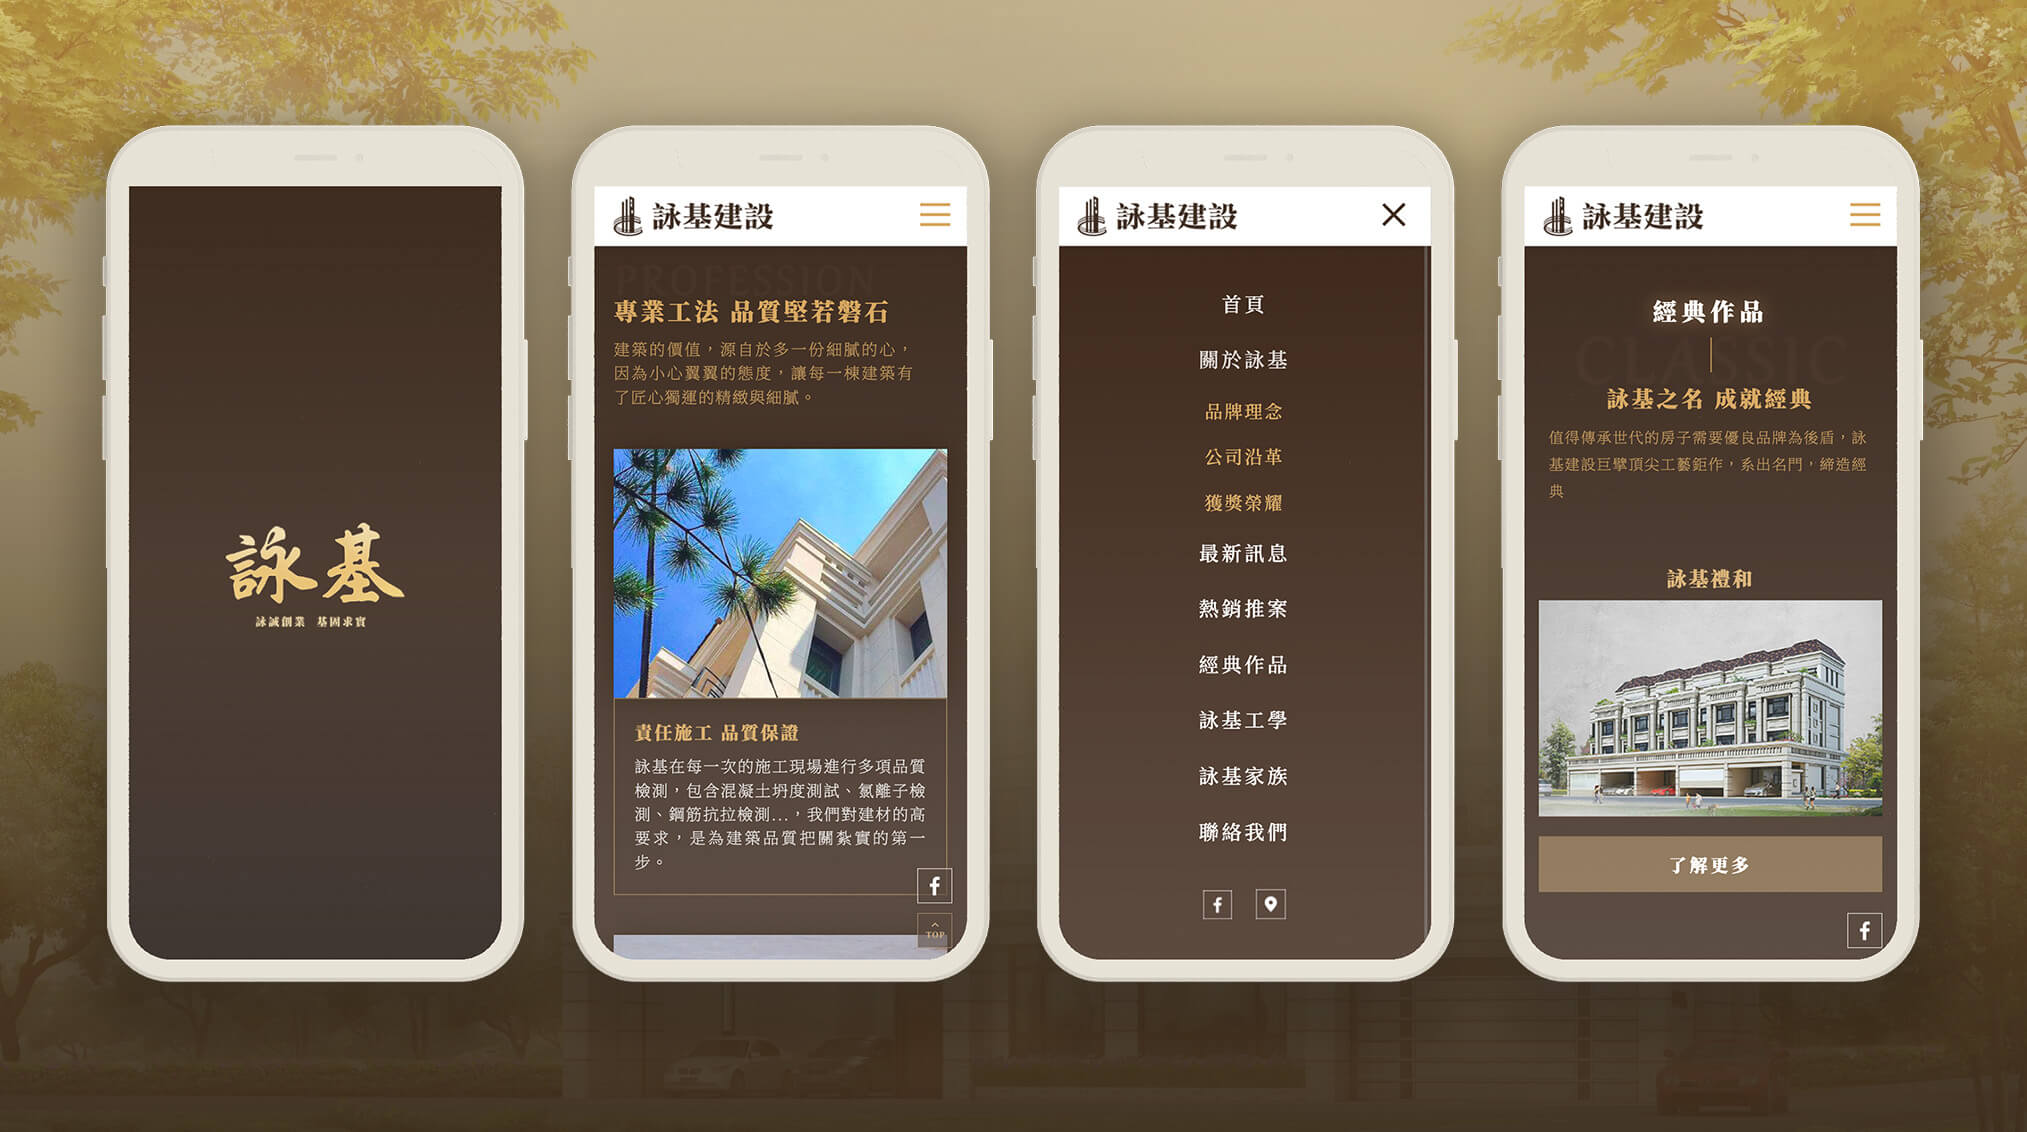 詠基
詠誠創業 基因求實
詠基建設
PROFESSION
專業工法 品質堅若磐石
建築的價值，源自於多一份細膩的心，
因為小心翼翼的態度，讓每一棟建築有
了匠心獨運的精緻與細膩。
責任施工 品質保證
詠基在每一次的施工現場進行多項品質
檢測，包含混凝土坍度測試、氯離子檢
測、鋼筋抗拉檢測...，我們對建材的高
要求，是為建築品質把關紮實的第一
步。
TOP
詠基建設
首頁
關於詠基
品牌理念
公司沿革
獲獎榮耀
最新訊息
熱銷推案
經典作品
詠基工學
詠基家族
聯絡我們
詠基建設
經典作品
CLASSIC
詠基之名 成就經典
值得傳承世代的房子需要優良品牌為後盾，詠
基建設巨擘頂尖工藝鉅作，系出名門，締造經
典
詠基禮和
了解更多